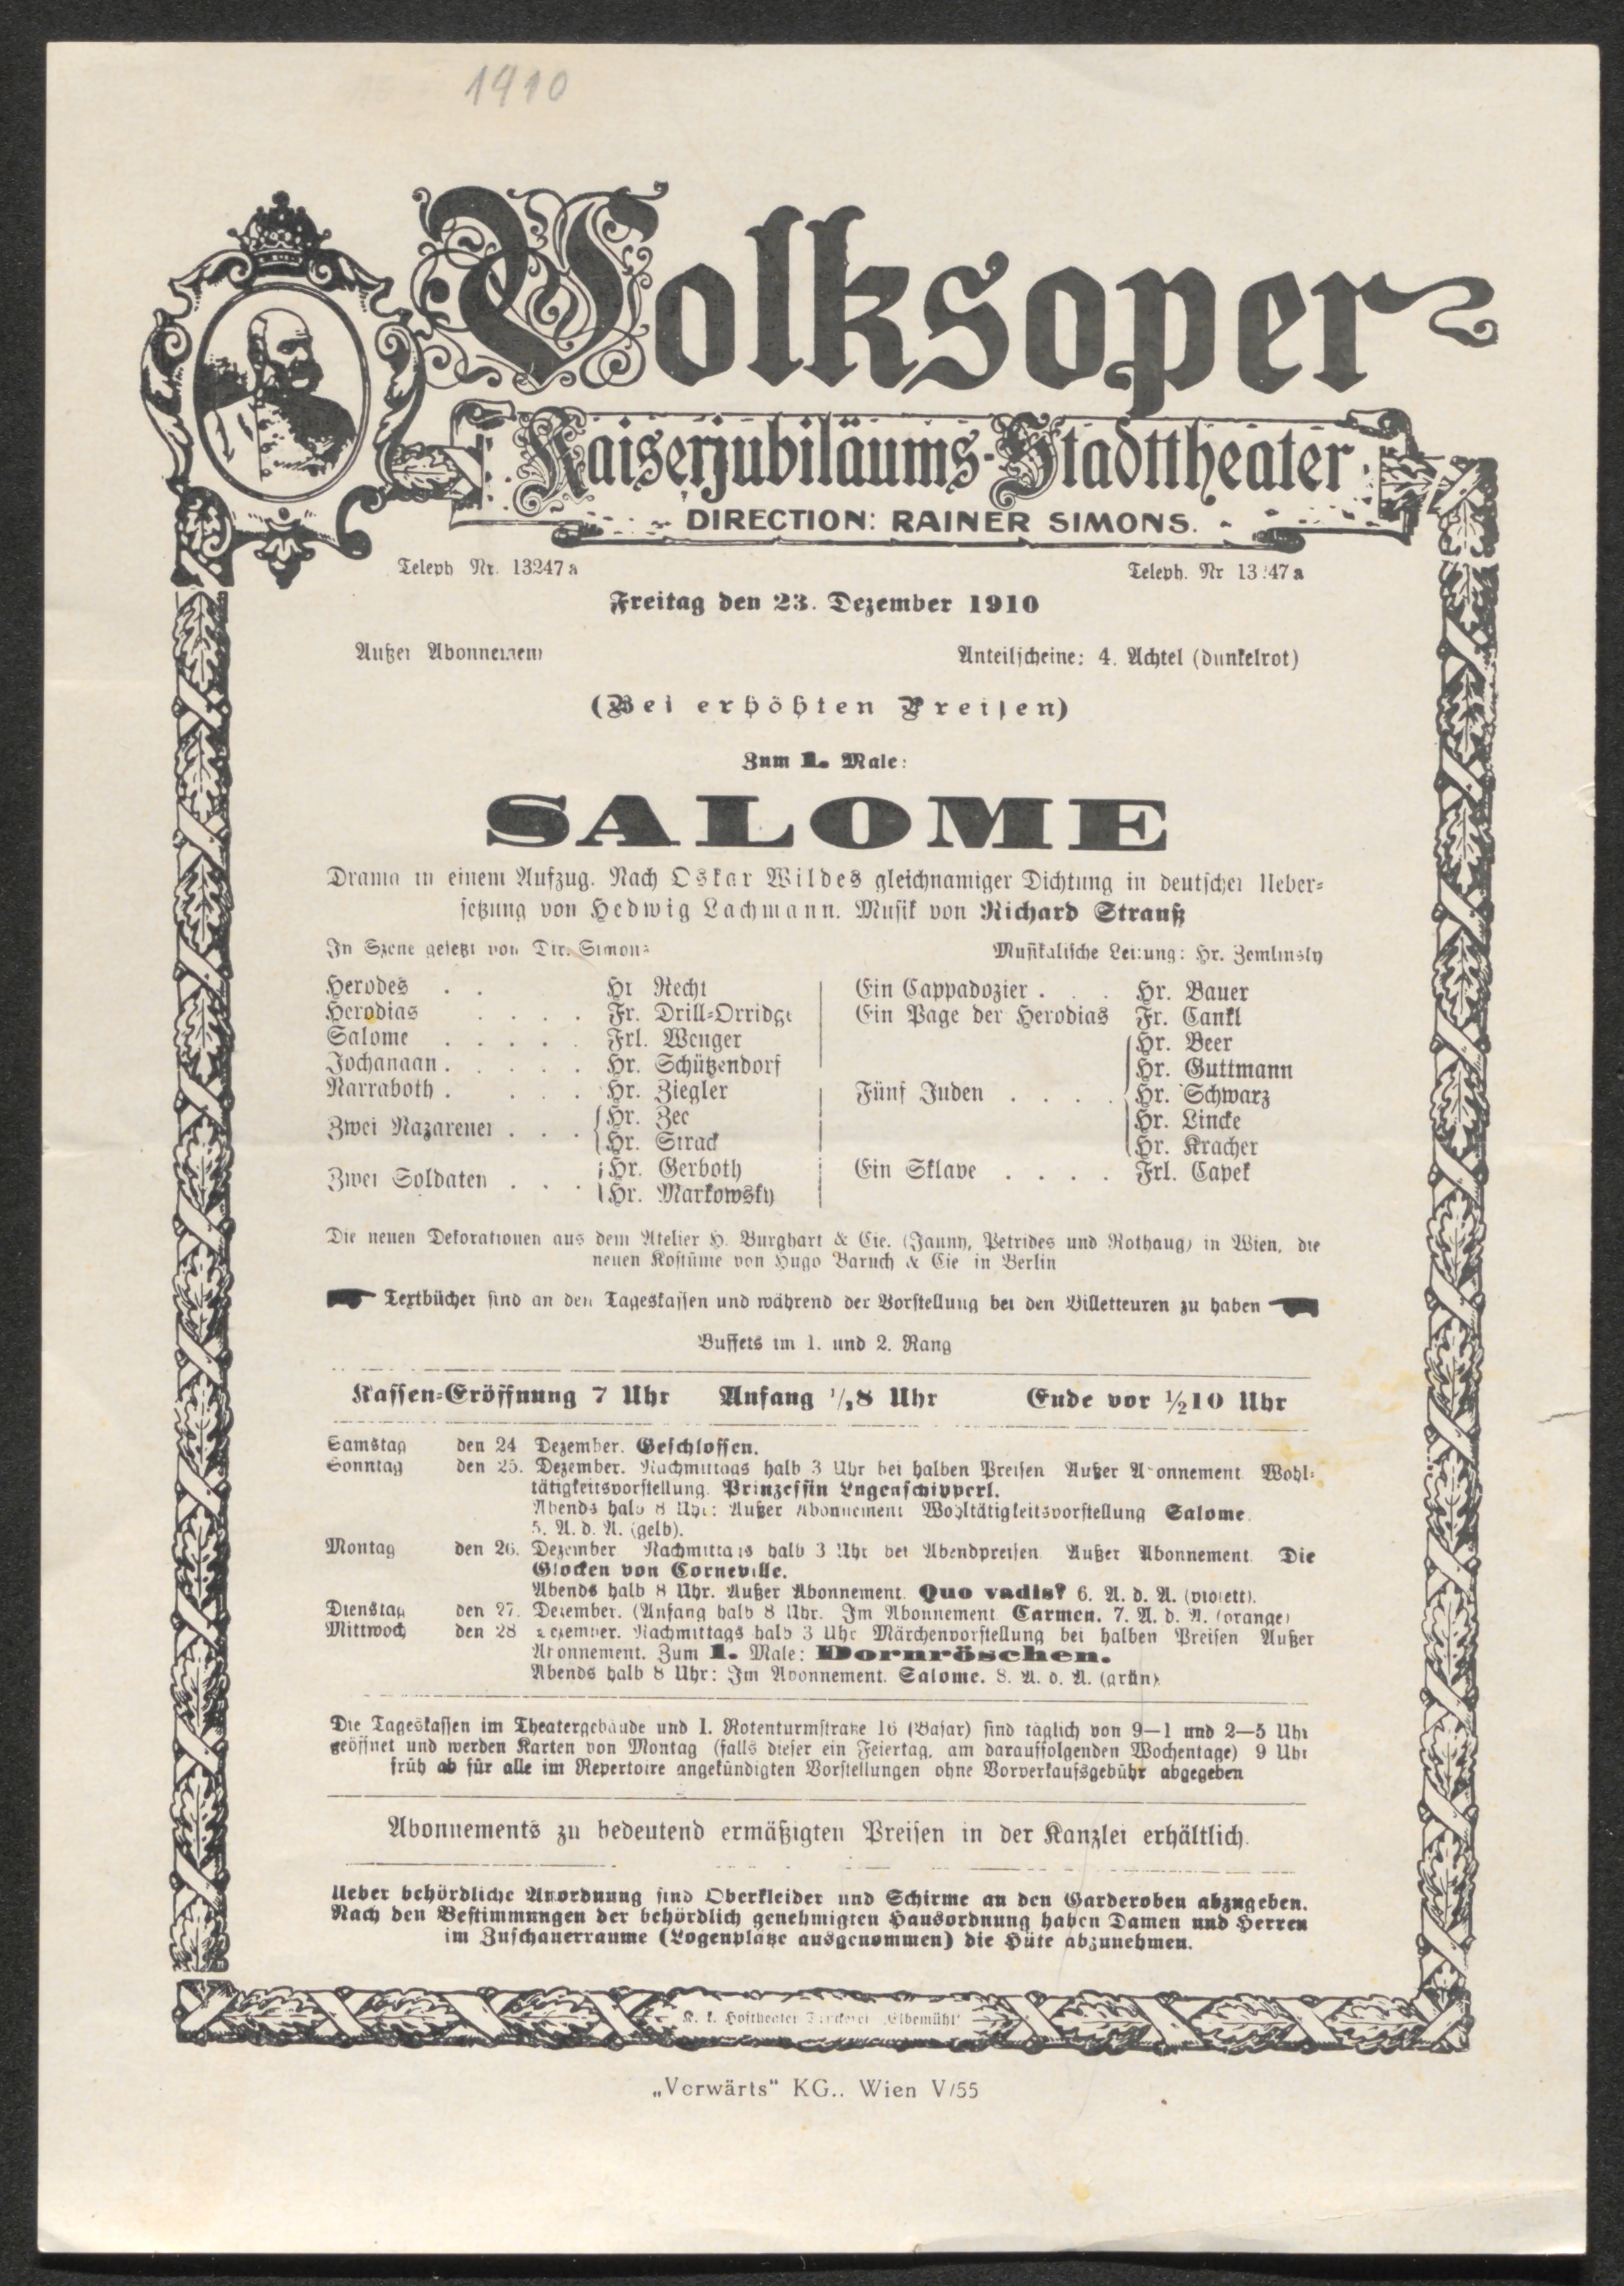 1910
Volksoper
Kaiserjubiläums-Stadttheater
DIRECTION: RAINER SIMONS.
Teleph Nr. 13247a Teleph. Nr 13247a
Freitag den 23. Dezember 1910
Außer Abonnement Anteilscheine: 4. Achtel (dunkelrot)
(Bei erhöhten Preisen)
Zum 1. Male:
SALOME
Drama in einem Aufzug. Nach Oskar Wildes gleichnamiger Dichtung in deutscher Ueber-
setzung von Hedwig Lachmann. Musik von Richard Strauß
In Szene gesetzt von Dir. Simons Musikalische Leitung: Hr. Zemlinsky
Herodes . . Hr Recht
Herodias . . . . Fr. Drill-Orridge
Salome . . . . . Frl. Wenger
Jochanaan . . . . . Hr. Schützendorf
Narraboth . . . . Hr. Ziegler
Zwei Nazarener . . . Hr. Zec
Hr. Strack
Zwei Soldaten . . . Hr. Gerboth
Hr. Markowsky
Ein Cappadozier . . . Hr. Bauer
Ein Page der Herodias Fr. Cankl
Hr. Beer
Hr. Guttmann
Fünf Juden . . . . Hr. Schwarz
Hr. Lincke
Hr. Kracher
Ein Sklave . . . . Frl. Capek
Die neuen Dekorationen aus dem Atelier H. Burghart & Cie. (Jauny, Petrides und Rothaug) in Wien, die
neuen Kostüme von Hugo Baruch & Cie in Berlin
Textbücher sind an den Tageskassen und während der Vorstellung bei den Billetteuren zu haben
Buffets im 1. und 2. Rang
Kassen-Eröffnung 7 Uhr Anfang 1/2 8 Uhr Ende vor ½10 Uhr
Samstag den 24 Dezember. Geschlossen.
Sonntag den 25. Dezember. Nachmittags halb 3 Uhr bei halben Preisen Außer Abonnement Wohl-
tätigkeitsvorstellung. Prinzessin Lugenschipperl.
Abends halb 8 Uhr: Außer Abonnement Wohltätigkeitsvorstellung Salome.
5. A. d. A. (gelb).
Montag den 26. Dezember Nachmittags halb 3 Uhr bei Abendpreisen Außer Abonnement. Die
Glocken von Corneville.
Abends halb 8 Uhr. Außer Abonnement. Quo vadis? 6. A. d. A. (violett).
Dienstag den 27. Dezember. (Anfang halb 8 Uhr. Im Abonnement Carmen. 7. A. d. A. (orange)
Mittwoch den 28 Dezember. Nachmittags halb 3 Uhr Märchenvorstellung bei halben Preisen Außer
Abonnement. Zum 1. Male: Dornröschen.
Abends halb 8 Uhr: Im Abonnement. Salome. 8. A. d. A. (grün).
Die Tageskassen im Theatergebäude und I. Rotenturmstraße 16 (Basar) sind täglich von 9—1 und 2—5 Uhr
geöffnet und werden Karten von Montag (falls dieser ein Feiertag, am darauffolgenden Wochentage) 9 Uhr
früh ab für alle im Repertoire angekündigten Vorstellungen ohne Vorverkaufsgebühr abgegeben
Abonnements zu bedeutend ermäßigten Preisen in der Kanzlei erhältlich.
Ueber behördliche Anordnung sind Oberkleider und Schirme an den Garderoben abzugeben.
Nach den Bestimmungen der behördlich genehmigten Hausordnung haben Damen und Herren
im Zuschauerraume (Logenplätze ausgenommen) die Hüte abzunehmen.
K. k. Hoftheater Druckerei „Elbemühl"
„Vorwärts" KG.. Wien V/55